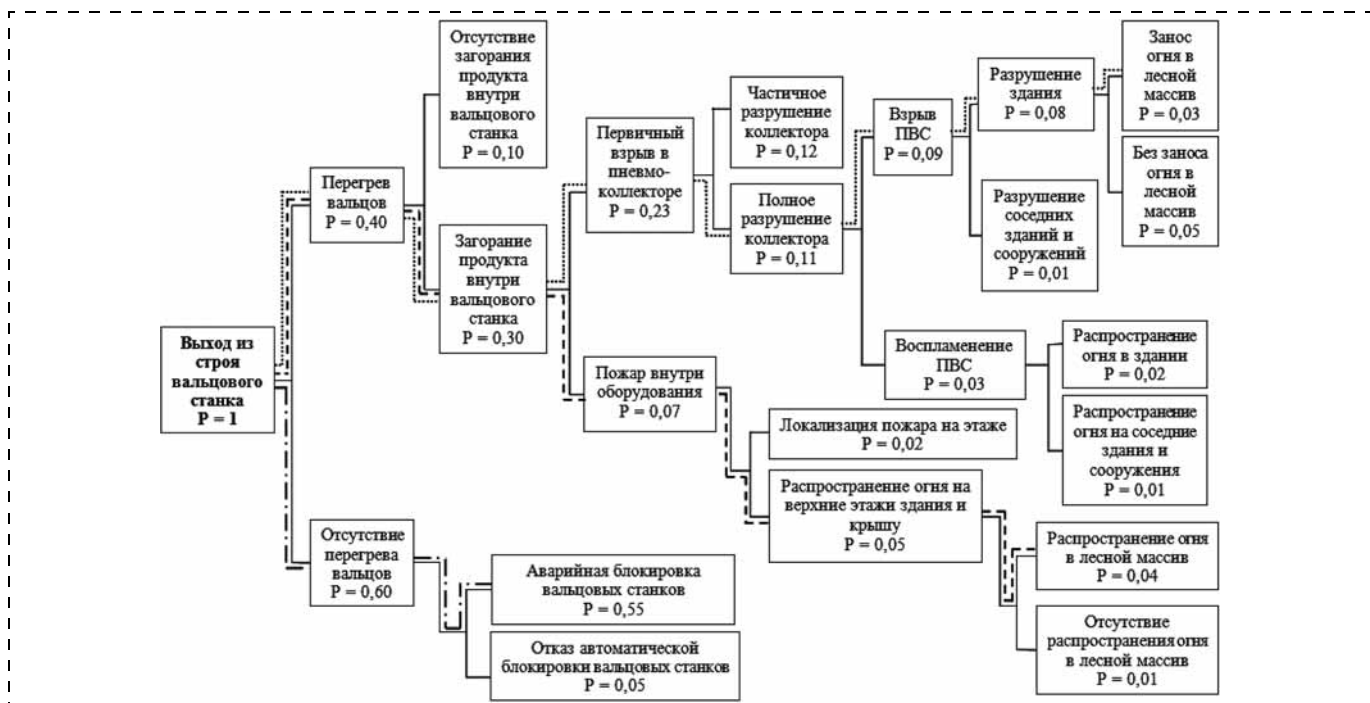 Отсутствие
загорания
продукта
внутри
вальцового
станка
P = 0,10
Занос
огня в
лесной
массив
P = 0,03
Разрушение
здания
P = 0,08
Частичное
разрушение
коллектора
P = 0,12
Взрыв
ПВС
P = 0,09
Первичный
взрыв в
пневмо-
коллекторе
P = 0,23
Без заноса
огня в
лесной
массив
P = 0,05
Перегрев
вальцов
P = 0,40
Полное
разрушение
коллектора
P = 0,11
Разрушение
соседних
зданий и
сооружений
P = 0,01
Загорание
продукта
внутри
вальцового
станка
P = 0,30
Выход из
строя
вальцового
станка
P = 1
Воспламенение
ПВС
P = 0,03
Распространение
огня в здании
P = 0,02
Пожар внутри
оборудования
P = 0,07
Локализация пожара на этаже
P = 0,02
Распространение
огня на соседние
здания и
сооружения
P = 0,01
Распространение огня на
верхние этажи здания и
крышу
P = 0,05
Отсутствие
перегрева
вальцов
P = 0,60
Распространение огня
в лесной массив
P = 0,04
Аварийная блокировка
вальцовых станков
P = 0,55
Отказ автоматической
блокировки вальцовых станков
P = 0,05
Отсутствие
распространения огня
в лесной массив
P = 0,01